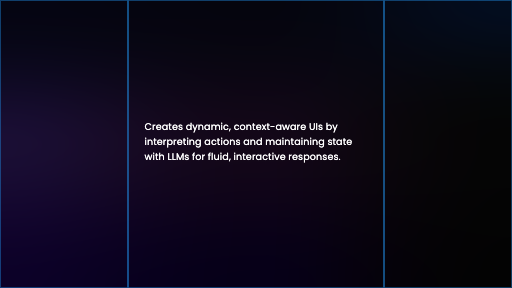 Creates dynamic, context-aware UIs by
interpreting actions and maintaining state
with LLMs for fluid, interactive responses.